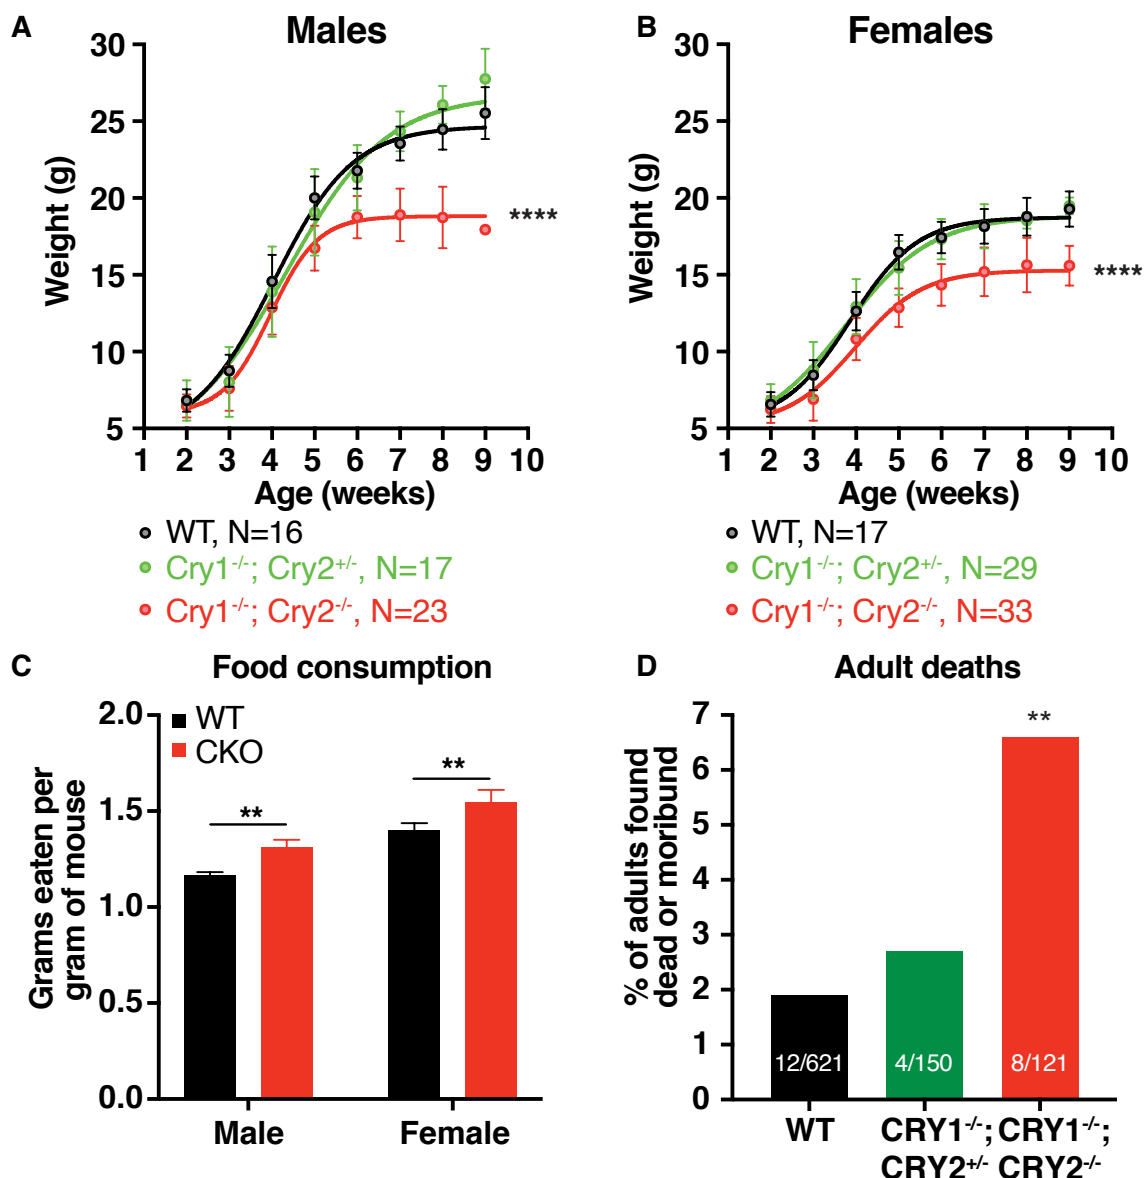 A
Males
Weight (g)
30
25
20
15
10
5
****
1 2 3 4 5 6 7 8 9 10
Age (weeks)
WT, N=16
Cry1-/-; Cry2+/-, N=17
Cry1-/-; Cry2-/-, N=23
B
Females
Weight (g)
30
25
20
15
10
5
****
1 2 3 4 5 6 7 8 9 10
Age (weeks)
WT, N=17
Cry1-/-; Cry2+/-, N=29
Cry1-/-; Cry2-/-, N=33
C
Food consumption
Grams eaten per
gram of mouse
2.0
1.5
1.0
0.5
0.0
WT
CKO
**
**
Male Female
D
Adult deaths
% of adults found
dead or moribund
7
6
5
4
3
2
1
0
**
12/621 4/150 8/121
WT CRY1-/-; CRY1-/-;
CRY2+/- CRY2-/-